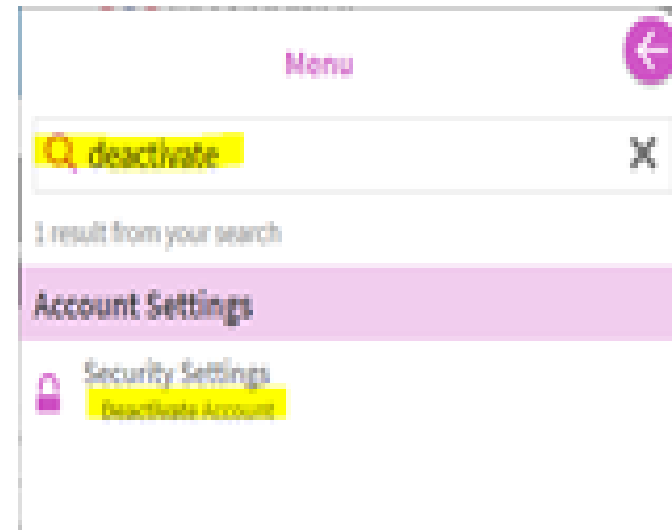 Menu
deactivate
1 result from your search
Account Settings
Security Settings
Deactivate Account